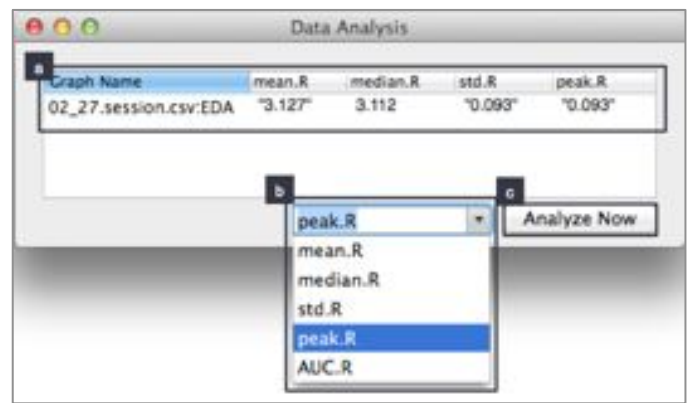 Data Analysis
a
Graph Name mean.R median.R std.R peak.R
02_27.session.csv:EDA "3.127" 3.112 "0.093" "0.093"
b
c
peak.R
Analyze Now
mean.R
median.R
std.R
peak.R
AUC.R